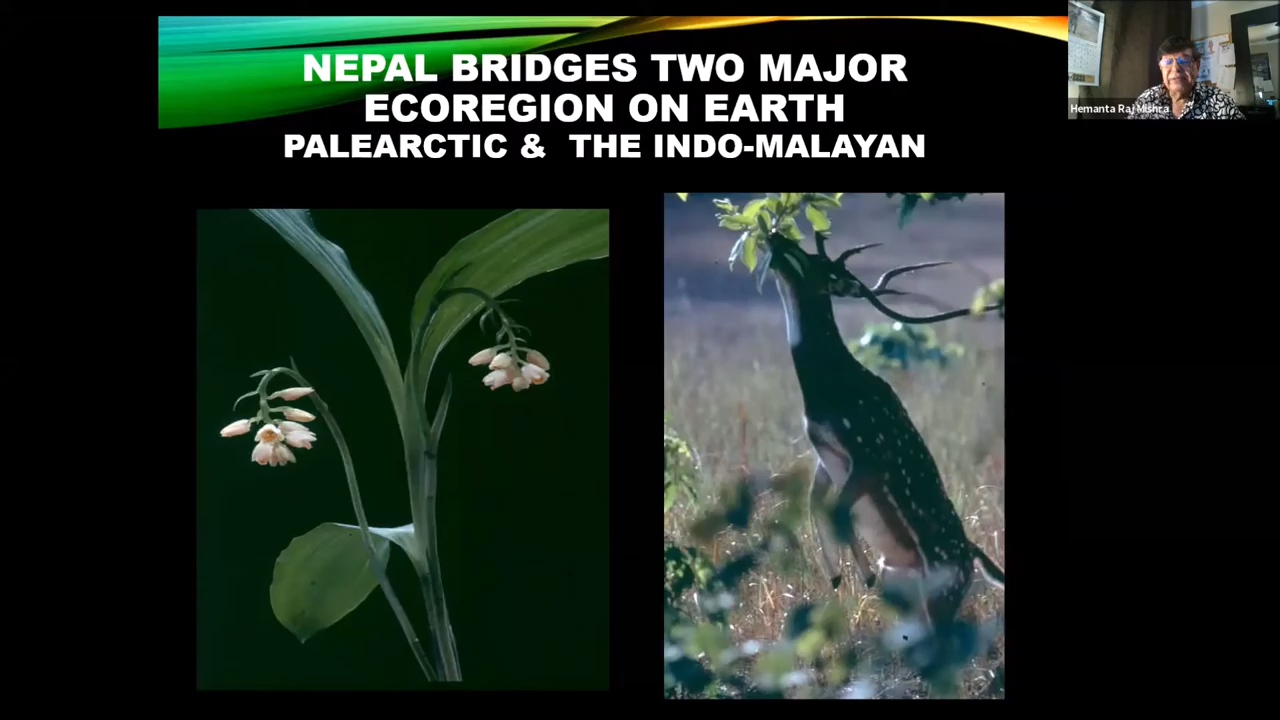 NEPAL BRIDGES TWO MAJOR
ECOREGION ON EARTH
PALEARCTIC & THE INDO-MALAYAN
Hemanta Raj Mishra